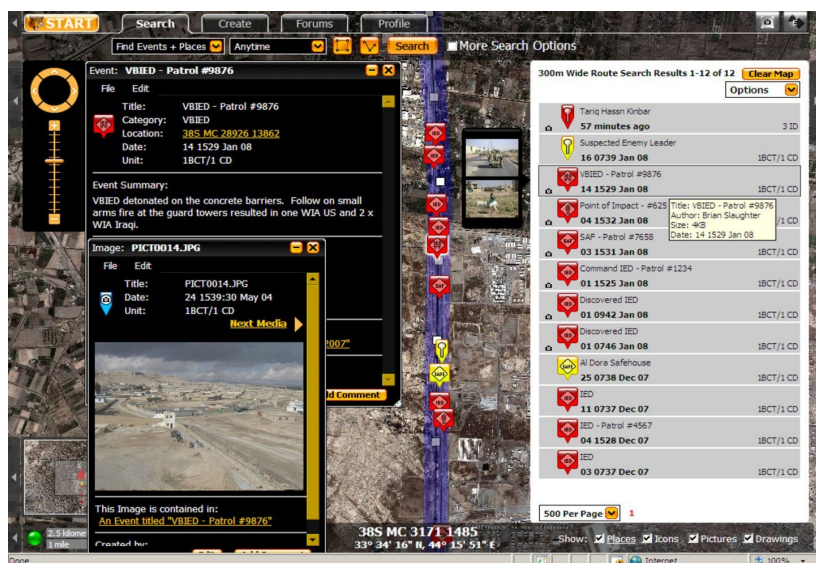 START
Search
Create
Forums
Profile
Find Events + Places
Anytime
Search
More Search Options
Event: VBIED - Patrol #9876
File Edit
Title: VBIED - Patrol #9876
Category: VBIED
Location: 38S MC 28926 13862
Date: 14 1529 Jan 08
Unit: 1BCT/1 CD
Event Summary:
VBIED detonated on the concrete barriers. Follow on small
arms fire at the guard towers resulted in one WIA US and 2 x
WIA Iraqi.
2007"
dd Comment
Image: PICT0014.JPG
File Edit
Title: PICT0014.JPG
Date: 24 1539:30 May 04
Unit: 1BCT/1 CD
Next Media
This Image is contained in:
An Event titled "VBIED - Patrol #9876"
Created by:
IED
IED
SAF
SAFE
IED
2.5 kilome
1 mile
38S MC 3171 1485
33° 34' 16" N, 44° 15' 51" E
300m Wide Route Search Results 1-12 of 12 Clear Map
Options
Tariq Hassn Kinbar
57 minutes ago 3 ID
Suspected Enemy Leader
16 0739 Jan 08 1BCT/1 CD
VBIED - Patrol #9876
14 1529 Jan 08 1BCT/1 CD
Point of Impact - #625
04 1532 Jan 08 /1 CD
Title: VBIED - Patrol #9876
Author: Brian Slaughter
Size: 4KB
Date: 14 1529 Jan 08
SAF - Patrol #7658
03 1531 Jan 08 1BCT/1 CD
Command IED - Patrol #1234
01 1525 Jan 08 1BCT/1 CD
Discovered IED
01 0942 Jan 08 1BCT/1 CD
Discovered IED
01 0746 Jan 08 1BCT/1 CD
Al Dora Safehouse
25 0738 Dec 07 1BCT/1 CD
IED
11 0737 Dec 07 1BCT/1 CD
IED - Patrol #4567
04 1528 Dec 07 1BCT/1 CD
IED
03 0737 Dec 07 1BCT/1 CD
500 Per Page 1
Show: Places Icons Pictures Drawings
Done
Internet
100%